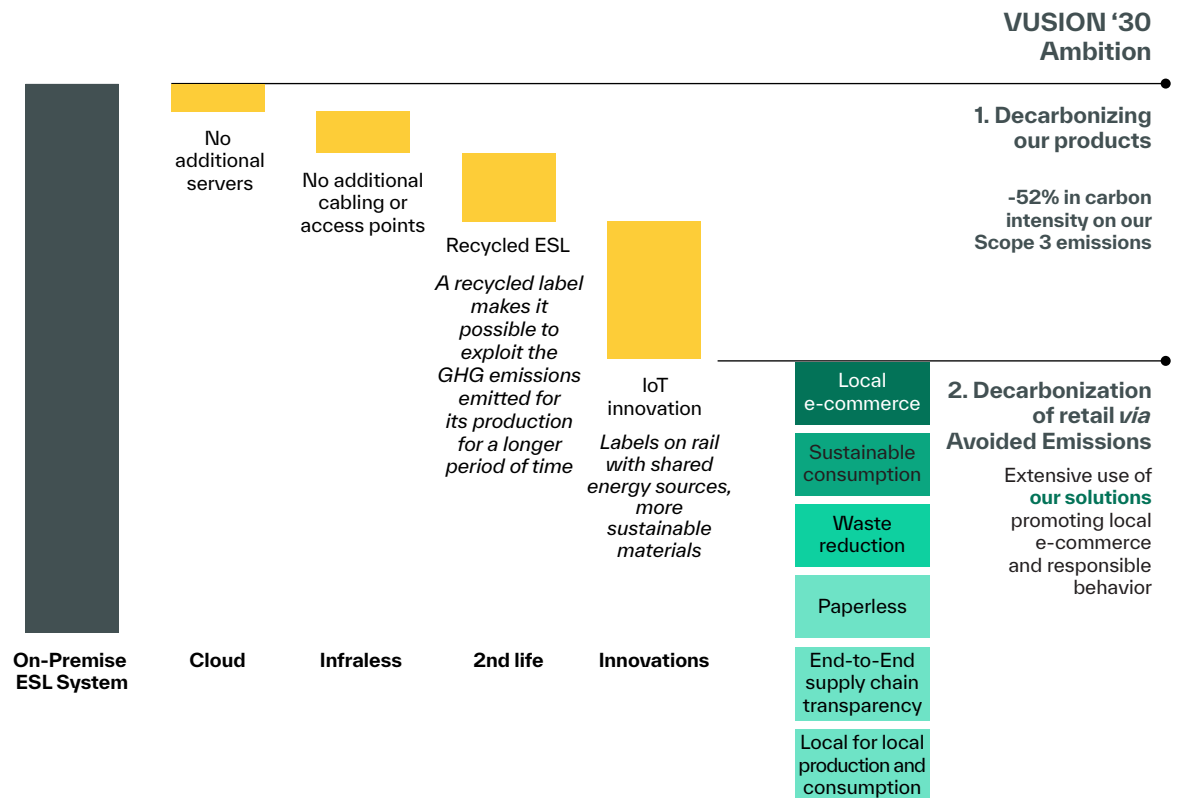 VUSION ‘30
Ambition
1. Decarbonizing
our products
-52% in carbon
intensity on our
Scope 3 emissions
No
additional
servers
No additional
cabling or
access points
Recycled ESL
A recycled label
makes it
possible to
exploit the
GHG emissions
emitted for
its production
for a longer
period of time
IoT
innovation
Labels on rail
with shared
energy sources,
more
sustainable
materials
Local
e-commerce
Sustainable
consumption
Waste
reduction
Paperless
End-to-End
supply chain
transparency
Local for local
production and
consumption
2. Decarbonization
of retail via
Avoided Emissions
Extensive use of
our solutions
promoting local
e-commerce
and responsible
behavior
On-Premise
ESL System
Cloud
Infraless
2nd life
Innovations